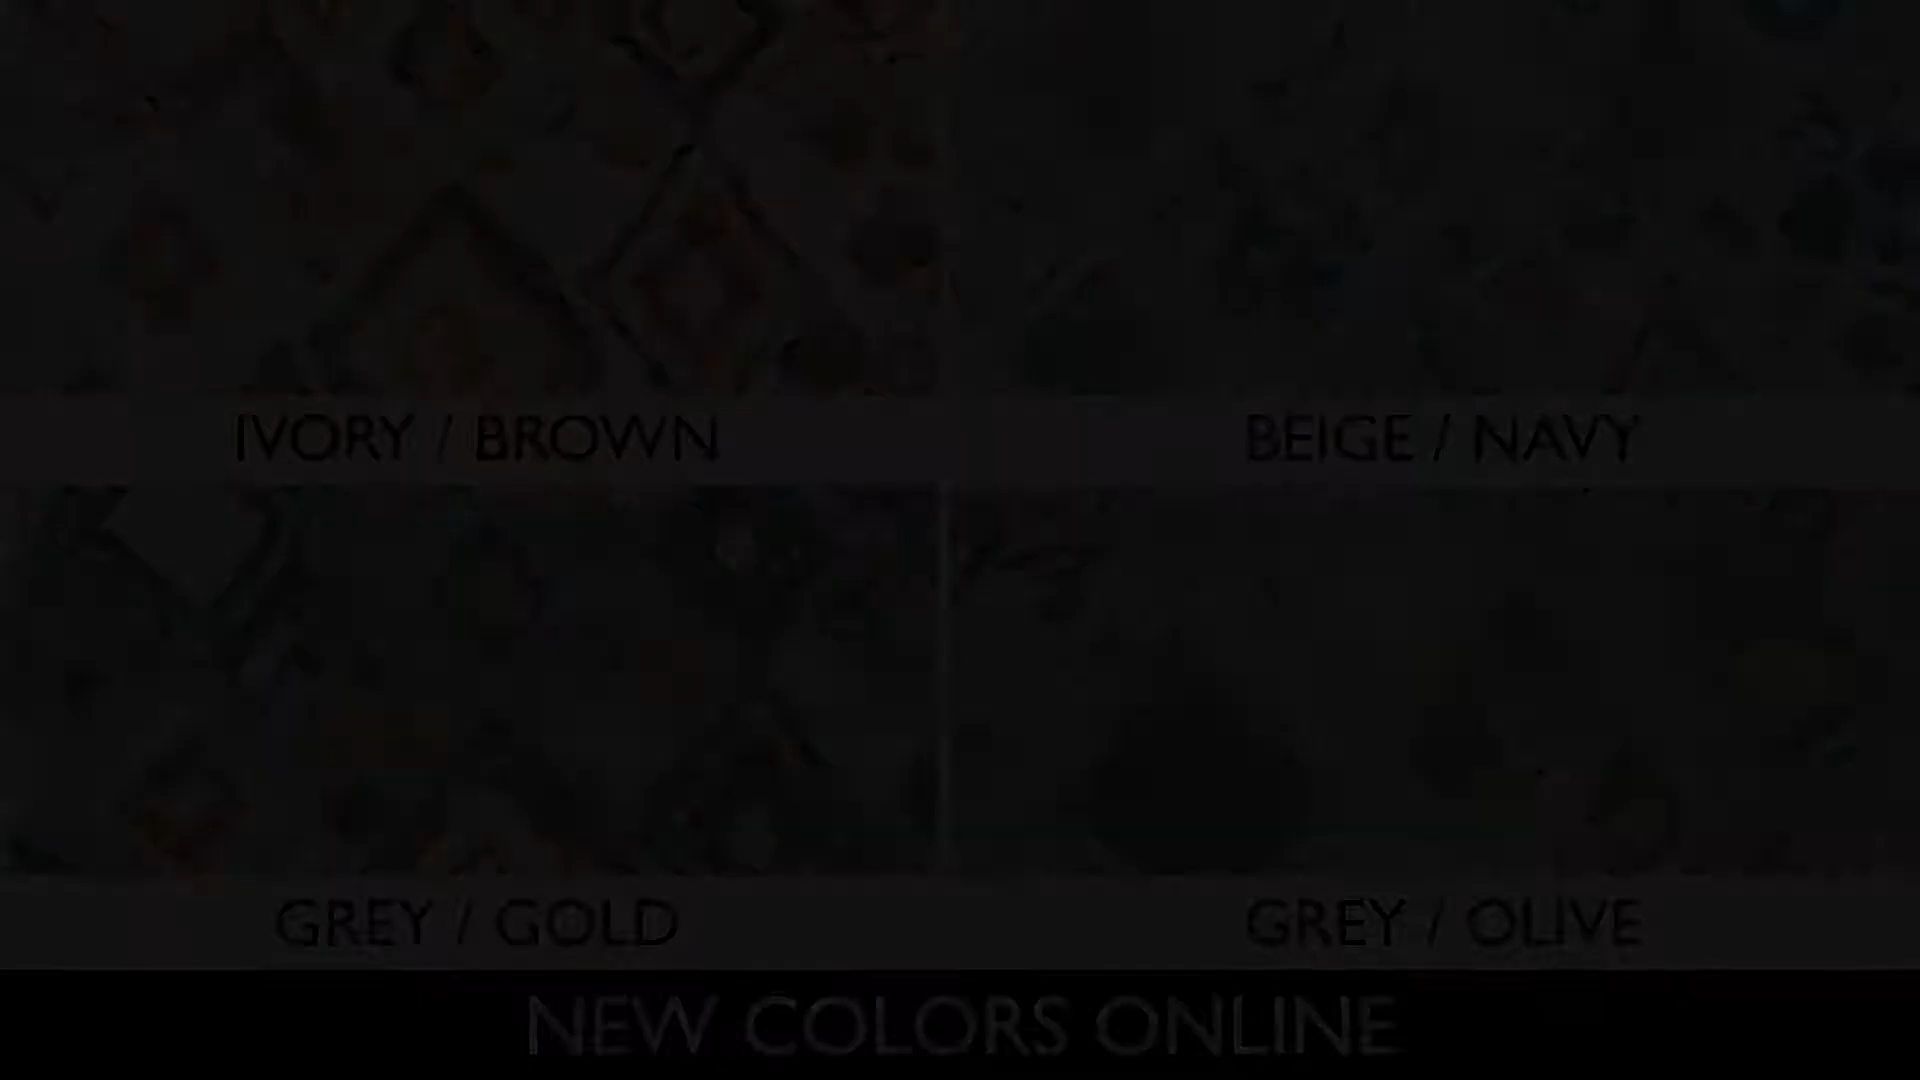 IVORY / BROWN
BEIGE / NAVY
GREY / GOLD
GREY / OLIVE
NEW COLORS ONLINE